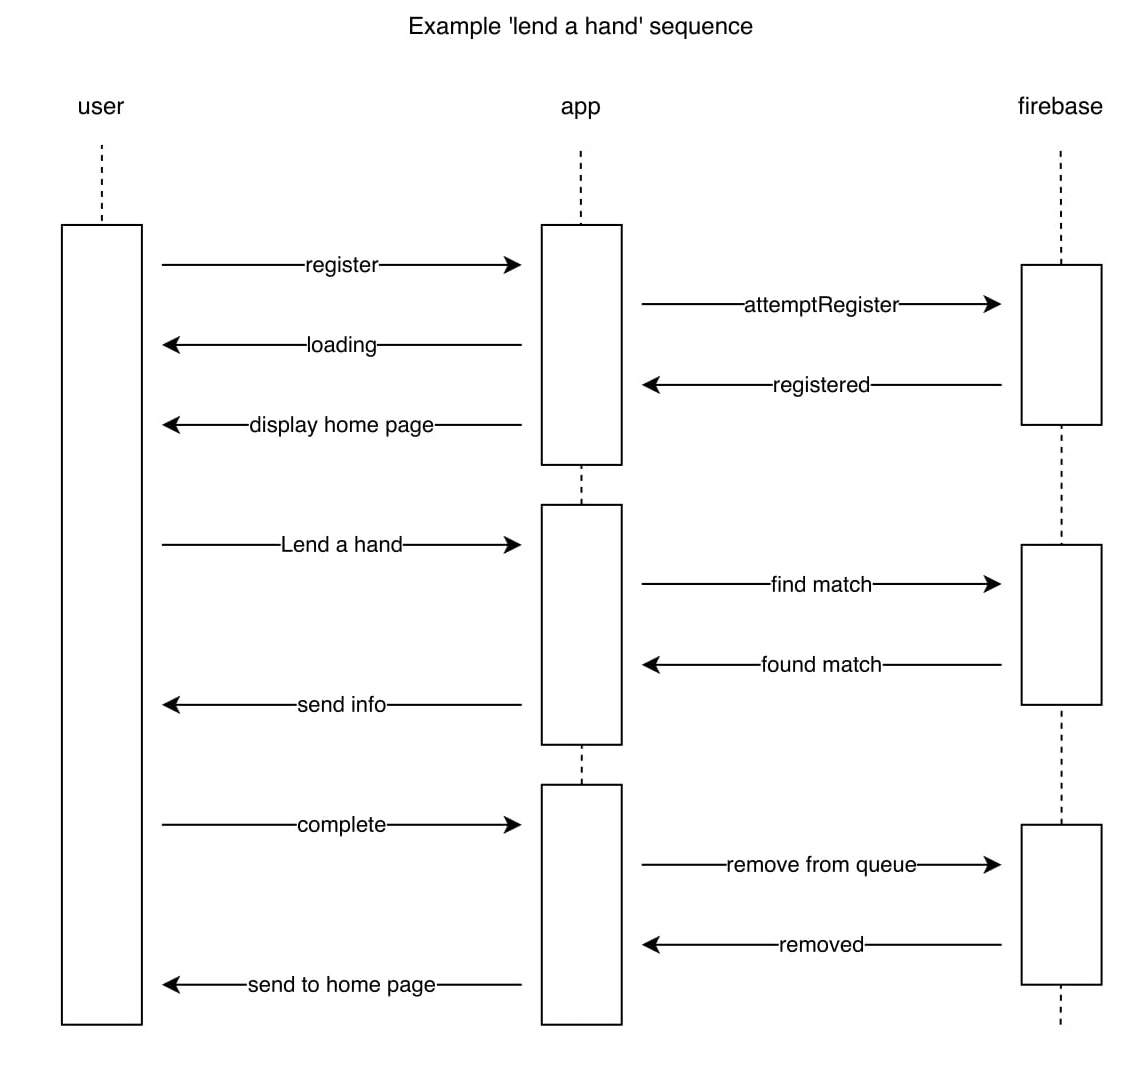 Example 'lend a hand' sequence
user
app
firebase
register
attemptRegister
loading
registered
display home page
Lend a hand
find match
found match
send info
complete
remove from queue
removed
send to home page